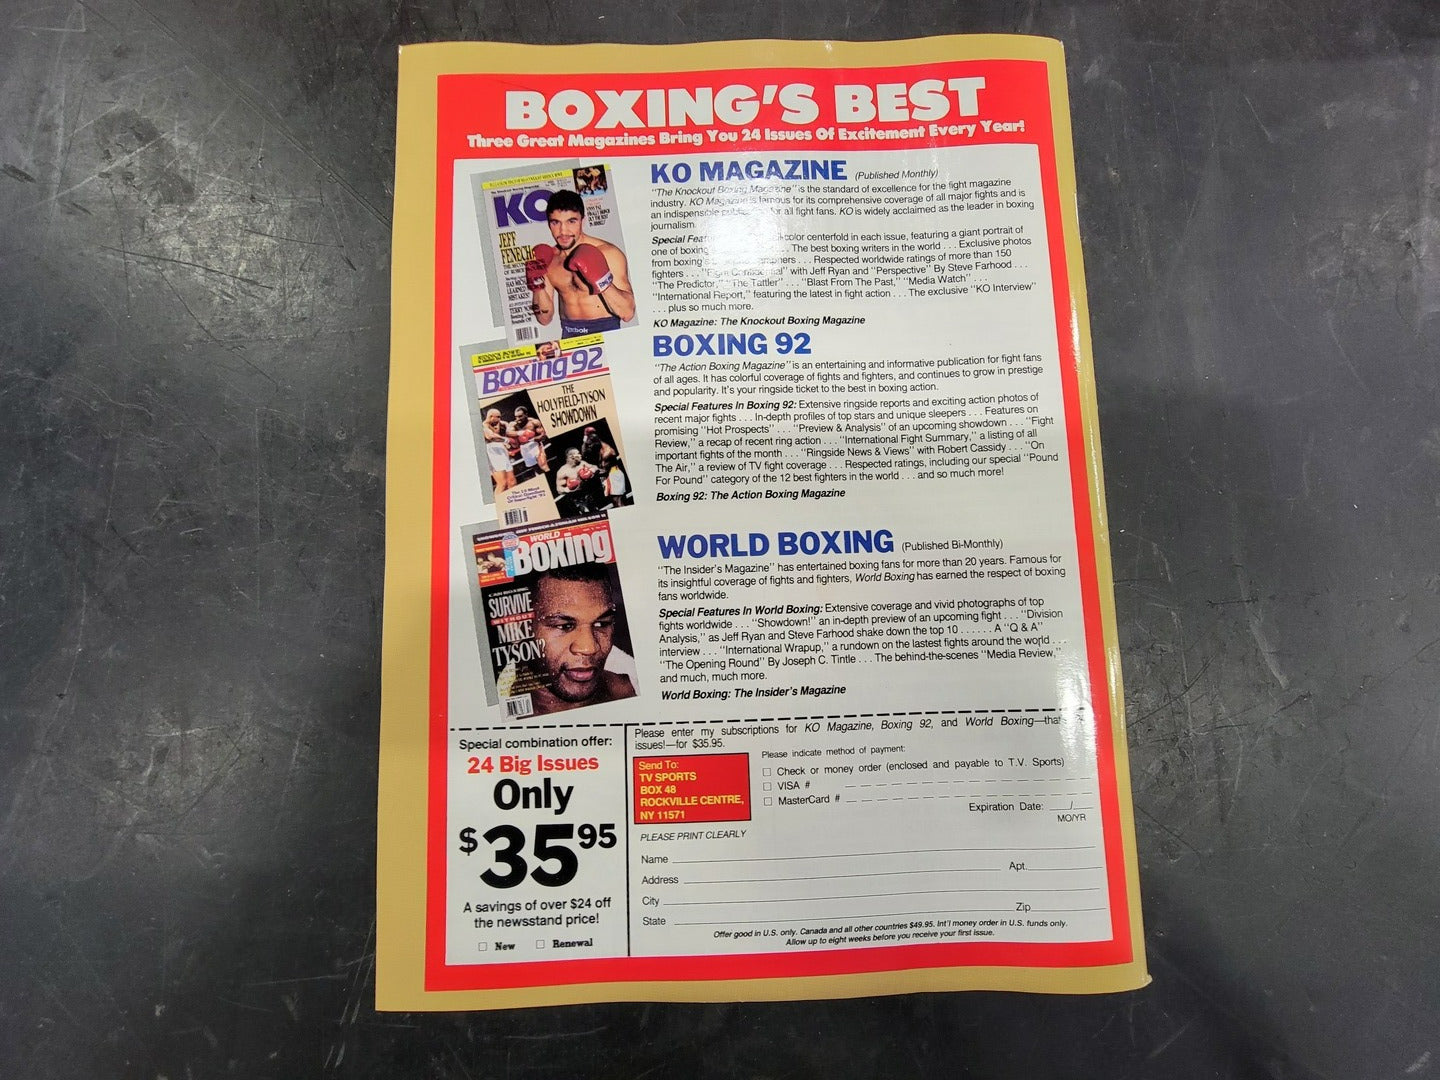 BOXING'S BEST
Three Great Magazines Bring You 24 Issues Of Excitement Every Year!
KO
JEFF
FENECH:
KO MAGAZINE (Published Monthly)
"The Knockout Boxing Magazine" is the standard of excellence for the fight magazine
industry. KO Magazine is famous for its comprehensive coverage of all major fights and is
an indispensible for all fight fans. KO is widely acclaimed as the leader in boxing
journalism.
Special color centerfold in each issue, featuring a giant portrait of
one of boxing . . . The best boxing writers in the world . . . Exclusive photos
from boxing's . . . Respected worldwide ratings of more than 150
fighters . . . "Fight Confidential" with Jeff Ryan and "Perspective" By Steve Farhood . . .
"The Predictor," "The Tattler" . . . "Blast From The Past," "Media Watch" . . .
"International Report," featuring the latest in fight action . . . The exclusive "KO Interview"
. . . plus so much more.
KO Magazine: The Knockout Boxing Magazine
Boxing 92
THE
HOLYFIELD-TYSON
SHOWDOWN
BOXING 92
"The Action Boxing Magazine" is an entertaining and informative publication for fight fans
of all ages. It has colorful coverage of fights and fighters, and continues to grow in prestige
and popularity. It's your ringside ticket to the best in boxing action.
Special Features In Boxing 92: Extensive ringside reports and exciting action photos of
recent major fights . . . In-depth profiles of top stars and unique sleepers . . . Features on
promising "Hot Prospects" . . . "Preview & Analysis" of an upcoming showdown . . . "Fight
Review," a recap of recent ring action . . . "International Fight Summary," a listing of all
important fights of the month . . . "Ringside News & Views" with Robert Cassidy . . . "On
The Air," a review of TV fight coverage . . . Respected ratings, including our special "Pound
For Pound" category of the 12 best fighters in the world . . . and so much more!
Boxing 92: The Action Boxing Magazine
WORLD
Boxing
CAN BOXING
SURVIVE
WITHOUT
MIKE
TYSON?
WORLD BOXING (Published Bi-Monthly)
"The Insider's Magazine" has entertained boxing fans for more than 20 years. Famous for
its insightful coverage of fights and fighters, World Boxing has earned the respect of boxing
fans worldwide.
Special Features In World Boxing: Extensive coverage and vivid photographs of top
fights worldwide . . . "Showdown!" an in-depth preview of an upcoming fight . . . "Division
Analysis," as Jeff Ryan and Steve Farhood shake down the top 10 . . . . . . A "Q & A"
interview . . . "International Wrapup," a rundown on the lastest fights around the world . . .
"The Opening Round" By Joseph C. Tintle . . . The behind-the-scenes "Media Review,"
and much, much more.
World Boxing: The Insider's Magazine
Special combination offer:
24 Big Issues
Only
$35.95
A savings of over $24 off
the newsstand price!
New Renewal
Please enter my subscriptions for KO Magazine, Boxing 92, and World Boxing—that's 24
issues!—for $35.95.
Send To:
TV SPORTS
BOX 48
ROCKVILLE CENTRE,
NY 11571
Please indicate method of payment:
Check or money order (enclosed and payable to T.V. Sports)
VISA #
MasterCard #
Expiration Date: /
MO/YR
PLEASE PRINT CLEARLY
Name
Address Apt.
City
State Zip
Offer good in U.S. only. Canada and all other countries $49.95. Int'l money order in U.S. funds only.
Allow up to eight weeks before you receive your first issue.